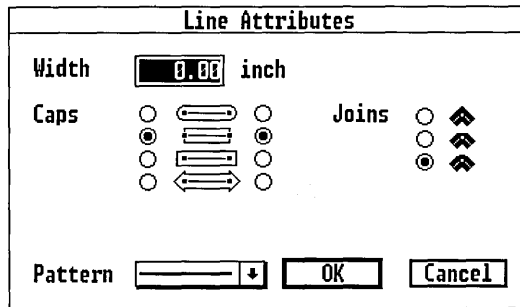 Line Attributes
Width 0.00 inch
Caps Joins
Pattern OK Cancel